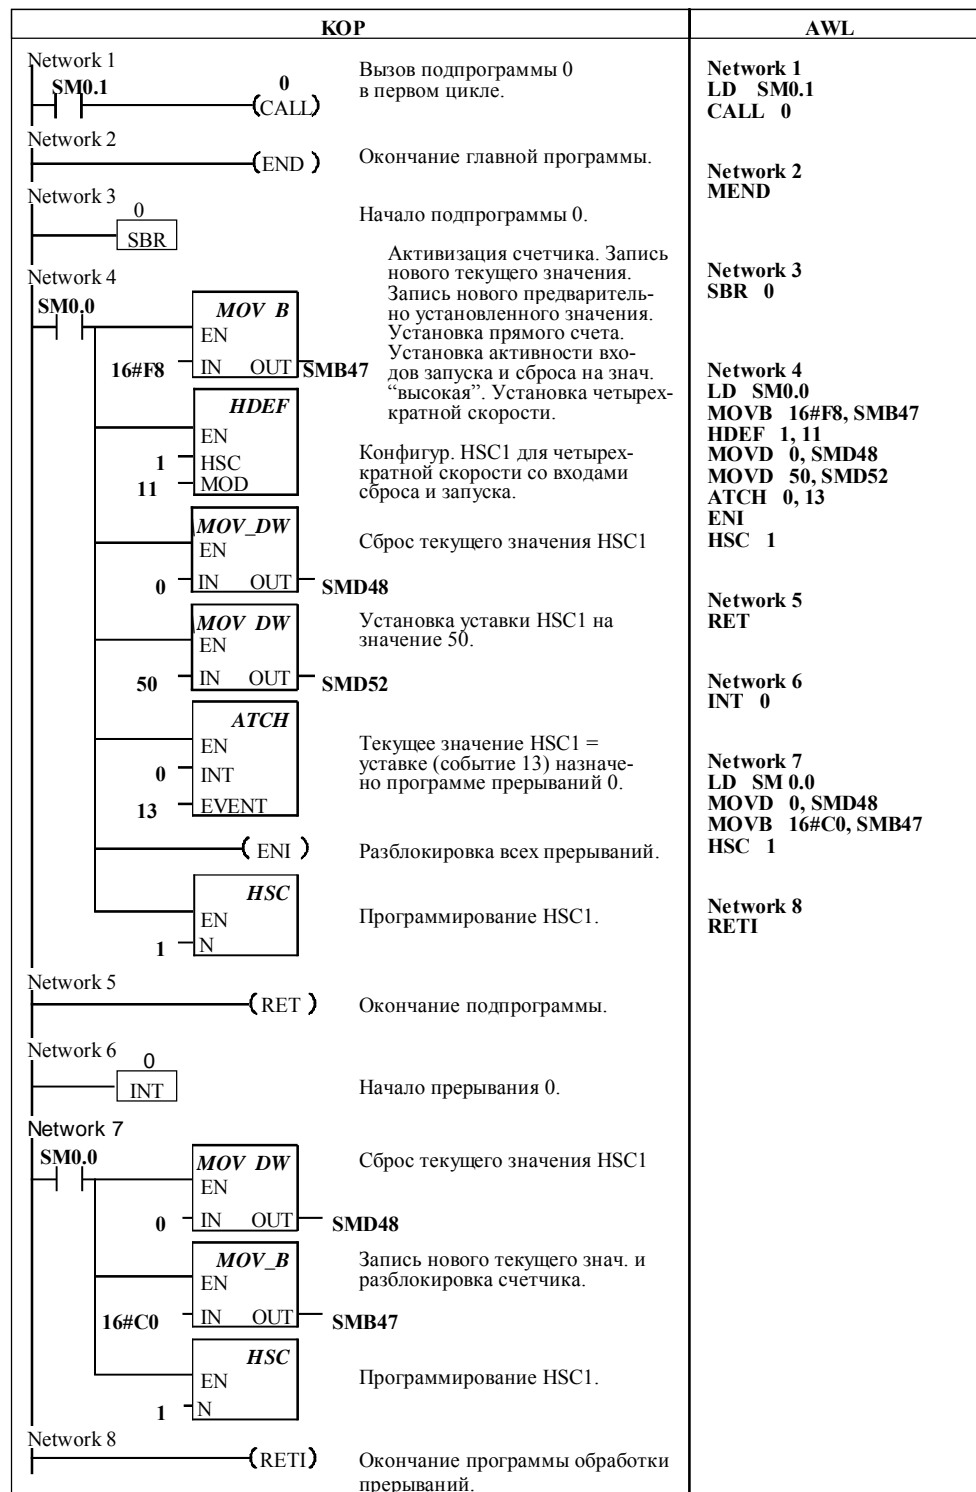 KOP
AWL
Network 1
SM0.1
0
(CALL)
Вызов подпрограммы 0
в первом цикле.
Network 2
(END )
Окончание главной программы.
Network 3
0
SBR
Начало подпрограммы 0.
Network 4
SM0.0
MOV B
EN
16#F8
IN OUT
SMB47
Активизация счетчика. Запись
нового текущего значения.
Запись нового предваритель-
но установленного значения.
Установка прямого счета.
Установка активности вхо-
дов запуска и сброса на знач.
“высокая”. Установка четырех-
кратной скорости.
HDEF
EN
1 HSC
11 MOD
Конфигур. HSC1 для четырех-
кратной скорости со входами
сброса и запуска.
MOV_DW
EN
0 IN OUT SMD48
Сброс текущего значения HSC1
MOV DW
EN
50 IN OUT SMD52
Установка уставки HSC1 на
значение 50.
ATCH
EN
0 INT
13 EVENT
Текущее значение HSC1 =
уставке (событие 13) назначе-
но программе прерываний 0.
( ENI )
Разблокировка всех прерываний.
HSC
EN
1 N
Программирование HSC1.
Network 5
( RET )
Окончание подпрограммы.
Network 6
0
INT
Начало прерывания 0.
Network 7
SM0.0
MOV DW
EN
0 IN OUT SMD48
Сброс текущего значения HSC1
MOV_B
EN
16#C0 IN OUT SMB47
Запись нового текущего знач. и
разблокировка счетчика.
HSC
EN
1 N
Программирование HSC1.
Network 8
(RETI)
Окончание программы обработки
прерываний.
Network 1
LD SM0.1
CALL 0
Network 2
MEND
Network 3
SBR 0
Network 4
LD SM0.0
MOVB 16#F8, SMB47
HDEF 1, 11
MOVD 0, SMD48
MOVD 50, SMD52
ATCH 0, 13
ENI
HSC 1
Network 5
RET
Network 6
INT 0
Network 7
LD SM 0.0
MOVD 0, SMD48
MOVB 16#C0, SMB47
HSC 1
Network 8
RETI